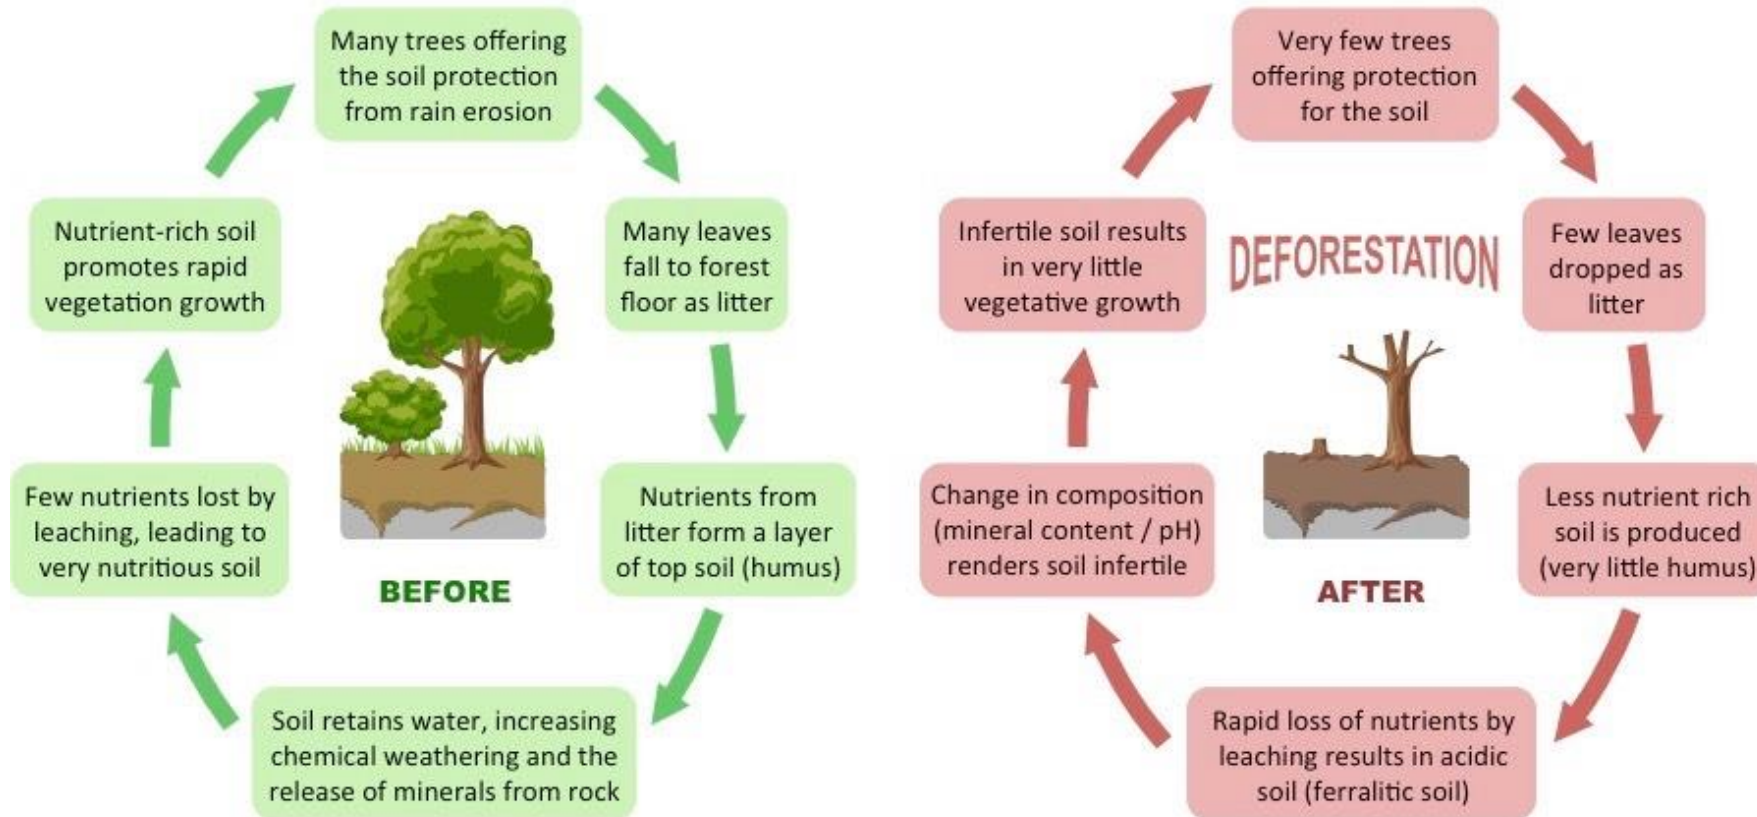 Many trees offering
the soil protection
from rain erosion
Many leaves
fall to forest
floor as litter
Nutrients from
litter form a layer
of top soil (humus)
Soil retains water, increasing
chemical weathering and the
release of minerals from rock
Few nutrients lost by
leaching, leading to
very nutritious soil
Nutrient-rich soil
promotes rapid
vegetation growth
BEFORE
Very few trees
offering protection
for the soil
Few leaves
dropped as
litter
Less nutrient rich
soil is produced
(very little humus)
Rapid loss of nutrients by
leaching results in acidic
soil (ferralitic soil)
Change in composition
(mineral content / pH)
renders soil infertile
Infertile soil results
in very little
vegetative growth
DEFORESTATION
AFTER